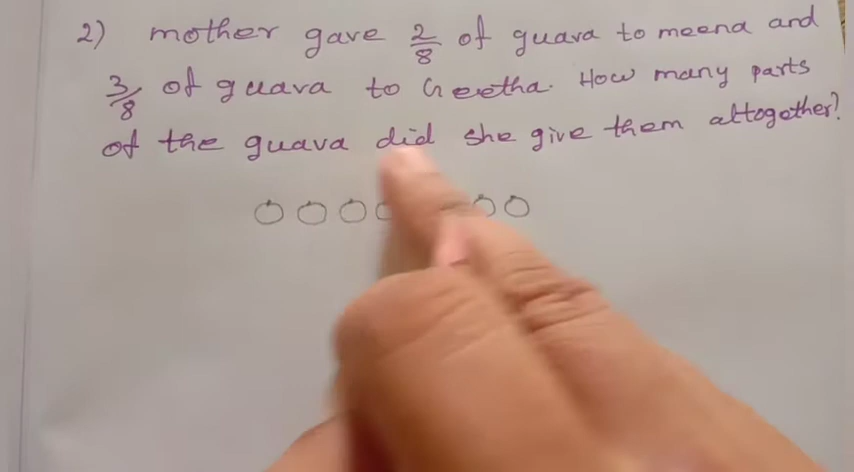 2) mother gave 2/8 of guava to meena and
3/8 of guava to Geetha. How many parts
of the guava did she give them altogether?